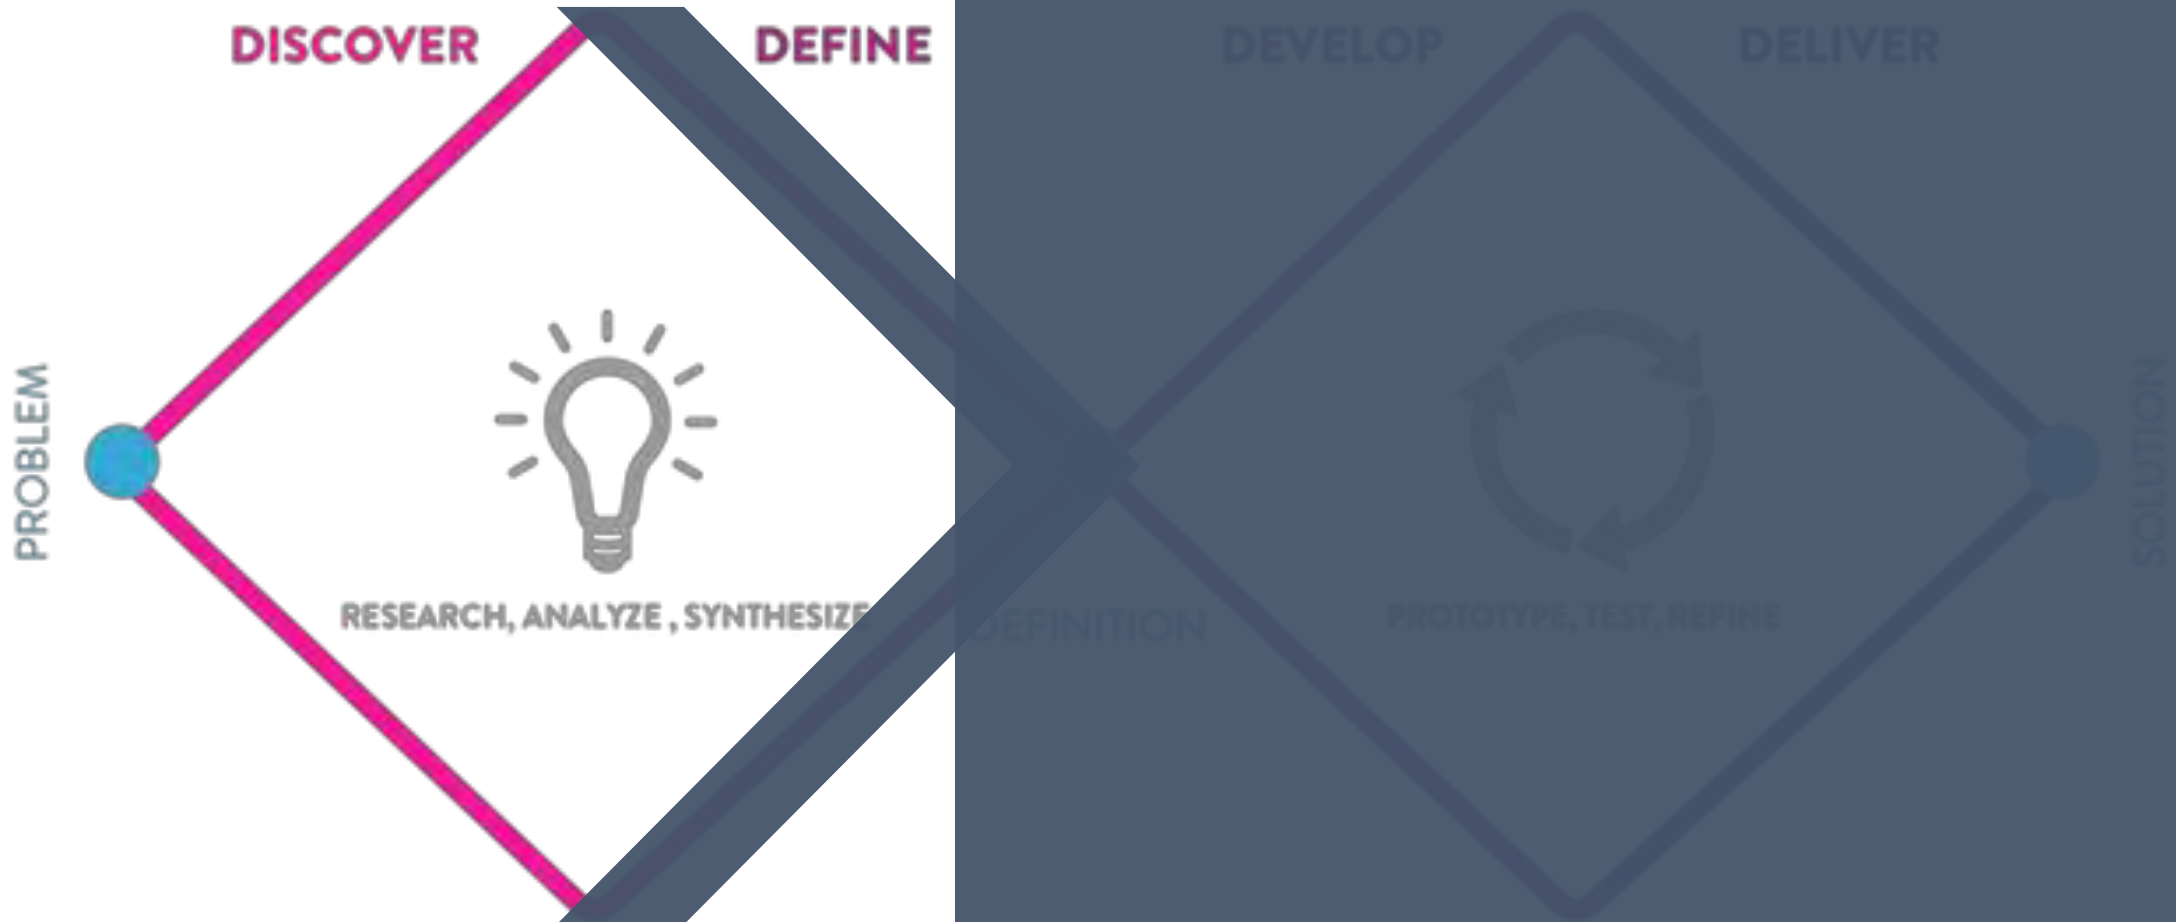 DISCOVER
DEFINE
DEVELOP
DELIVER
PROBLEM
SOLUTION
RESEARCH, ANALYZE , SYNTHESIZE
DEFINITION
PROTOTYPE, TEST, REFINE